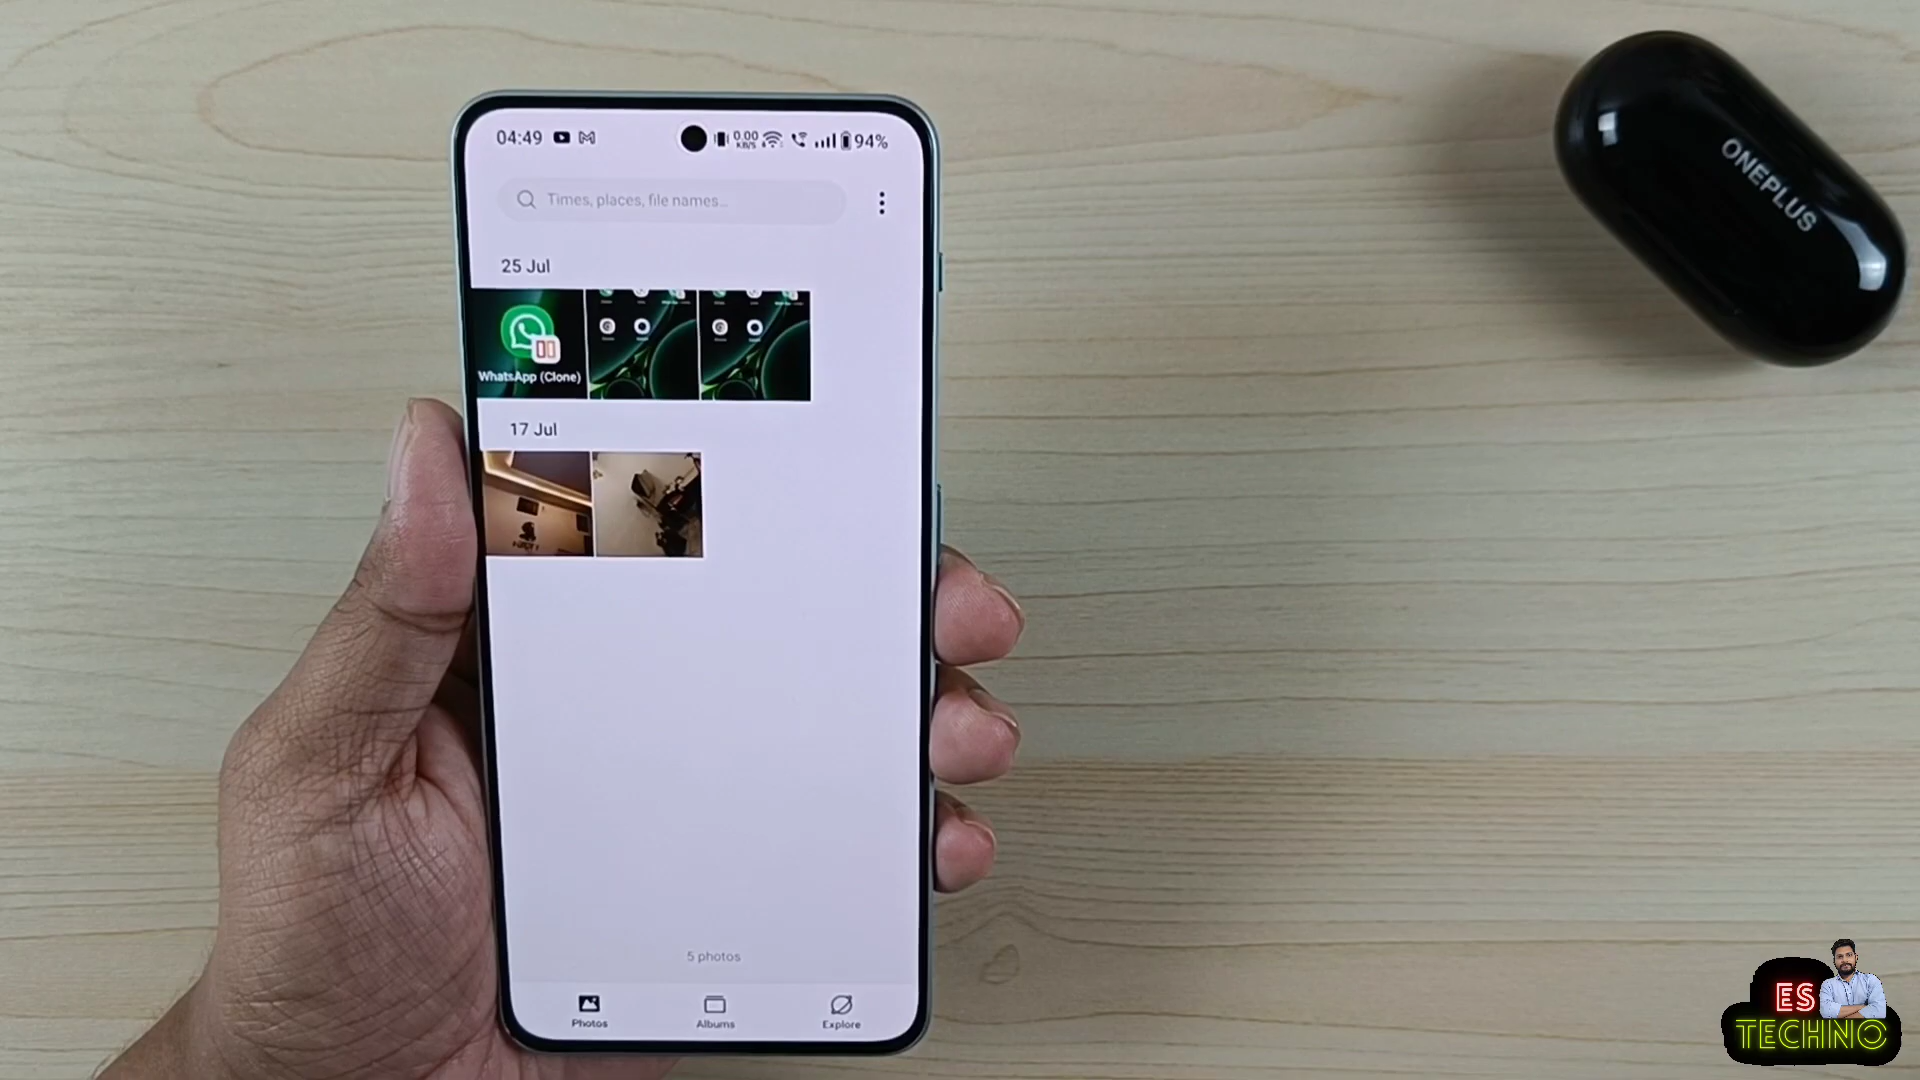 04:49
0.00
KB/S
94%
Times, places, file names...
25 Jul
WhatsApp (Clone)
17 Jul
5 photos
Photos
Albums
Explore
ONEPLUS
ES
TECHNO